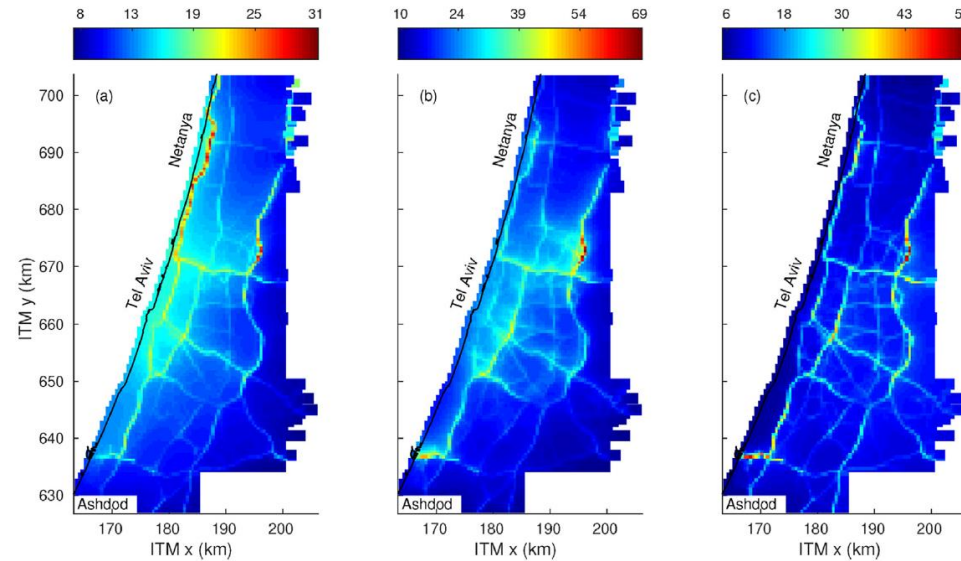 8 13 19 25 31
10 24 39 54 69
6 18 30 43
(a)
(b)
(c)
700
690
680
670
660
650
640
630
ITM y (km)
Netanya
Tel Aviv
Ashdod
Netanya
Tel Aviv
Ashdod
Netanya
Tel Aviv
Ashdod
170 180 190 200
170 180 190 200
170 180 190 200
ITM x (km)
ITM x (km)
ITM x (km)